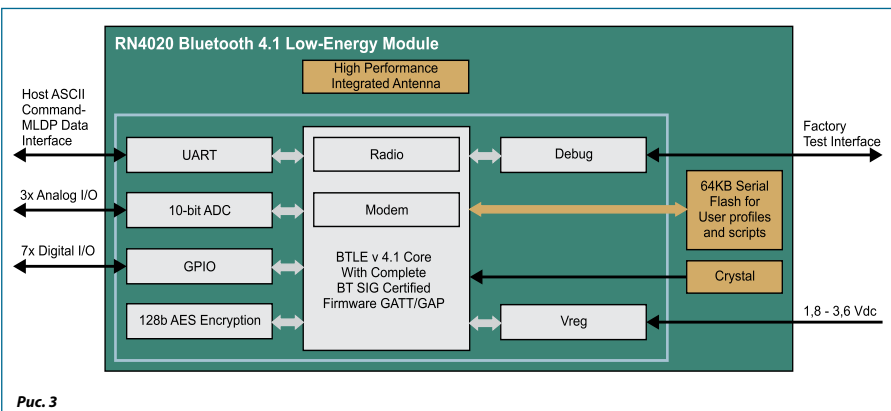 RN4020 Bluetooth 4.1 Low-Energy Module
High Performance
Integrated Antenna
Host ASCII
Command-
MLDP Data
Interface
UART
Radio
Debug
Factory
Test Interface
3x Analog I/O
10-bit ADC
Modem
64KB Serial
Flash for
User profiles
and scripts
7x Digital I/O
GPIO
BTLE v 4.1 Core
With Complete
BT SIG Certified
Firmware GATT/GAP
Crystal
128b AES Encryption
Vreg
1,8 - 3,6 Vdc
Рис. 3